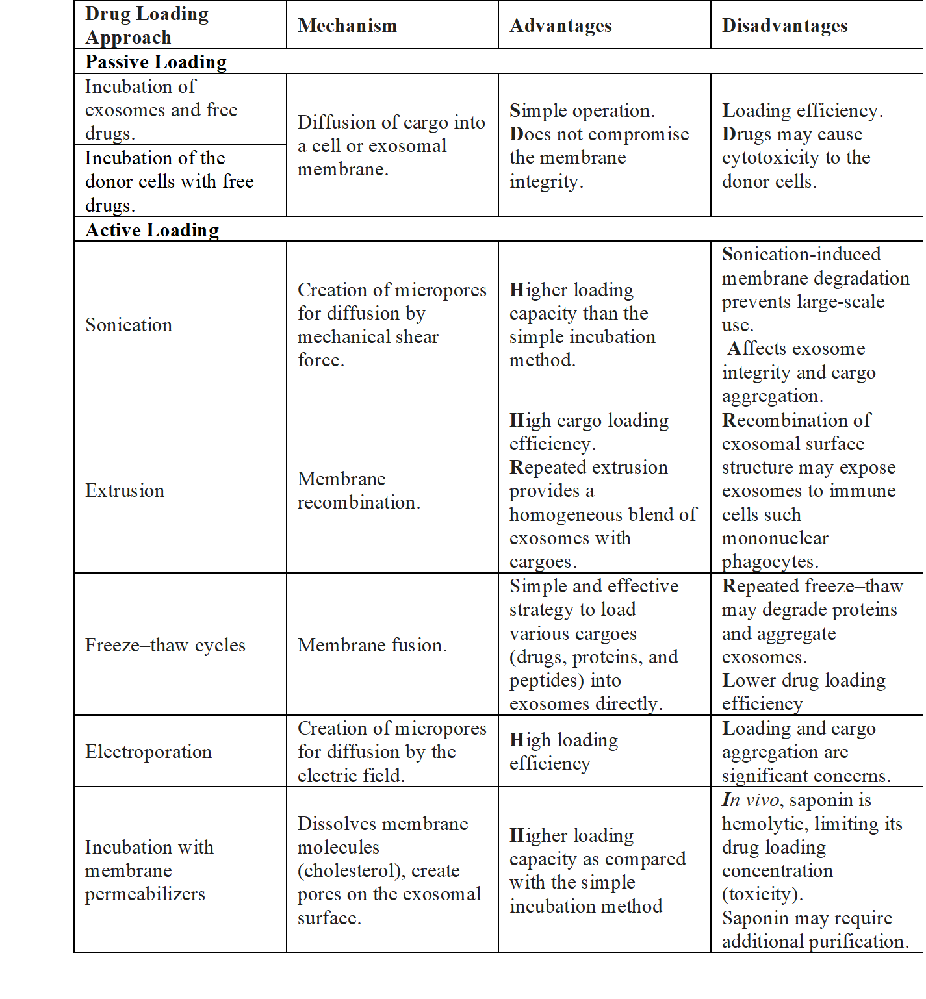 Drug Loading
Approach
Mechanism
Advantages
Disadvantages
Passive Loading
Incubation of
exosomes and free
drugs.
Incubation of the
donor cells with free
drugs.
Diffusion of cargo into
a cell or exosomal
membrane.
Simple operation.
Does not compromise
the membrane
integrity.
Loading efficiency.
Drugs may cause
cytotoxicity to the
donor cells.
Active Loading
Sonication
Creation of micropores
for diffusion by
mechanical shear
force.
Higher loading
capacity than the
simple incubation
method.
Sonication-induced
membrane degradation
prevents large-scale
use.
Affects exosome
integrity and cargo
aggregation.
Extrusion
Membrane
recombination.
High cargo loading
efficiency.
Repeated extrusion
provides a
homogeneous blend of
exosomes with
cargoes.
Recombination of
exosomal surface
structure may expose
exosomes to immune
cells such
mononuclear
phagocytes.
Freeze–thaw cycles
Membrane fusion.
Simple and effective
strategy to load
various cargoes
(drugs, proteins, and
peptides) into
exosomes directly.
Repeated freeze–thaw
may degrade proteins
and aggregate
exosomes.
Lower drug loading
efficiency
Electroporation
Creation of micropores
for diffusion by the
electric field.
High loading
efficiency
Loading and cargo
aggregation are
significant concerns.
Incubation with
membrane
permeabilizers
Dissolves membrane
molecules
(cholesterol), create
pores on the exosomal
surface.
Higher loading
capacity as compared
with the simple
incubation method
In vivo, saponin is
hemolytic, limiting its
drug loading
concentration
(toxicity).
Saponin may require
additional purification.